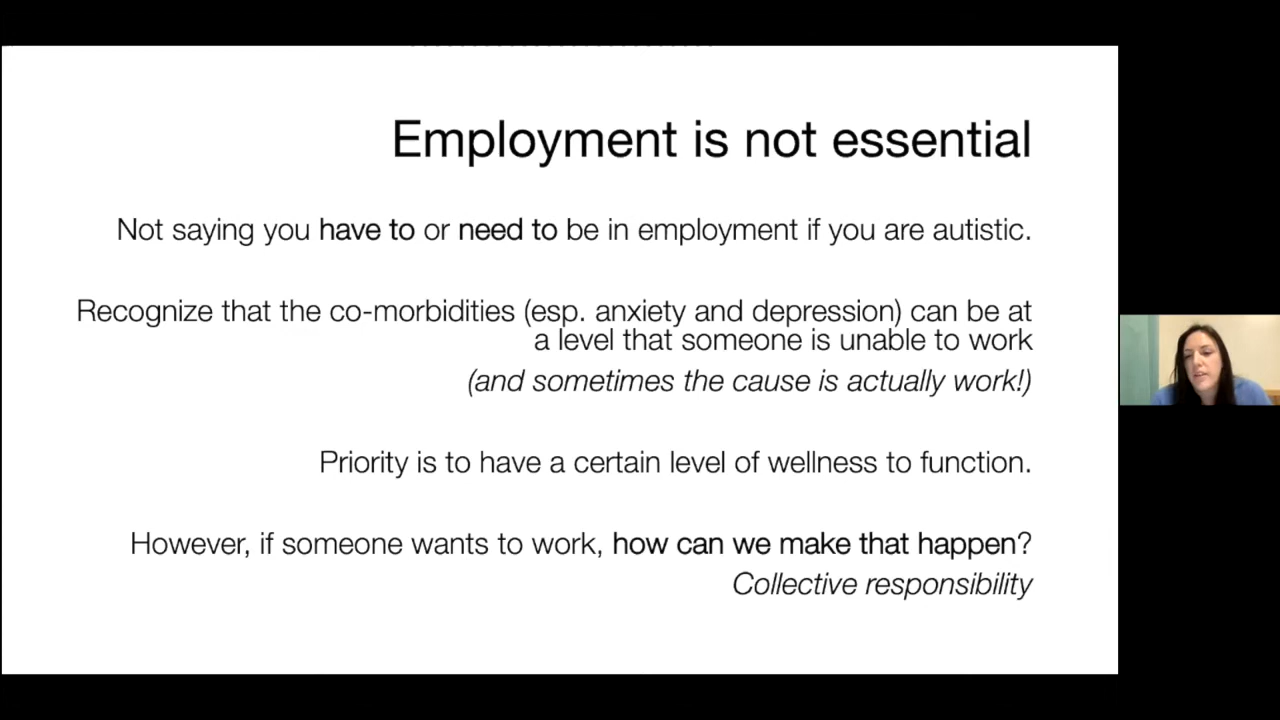 Employment is not essential
Not saying you have to or need to be in employment if you are autistic.
Recognize that the co-morbidities (esp. anxiety and depression) can be at
a level that someone is unable to work
(and sometimes the cause is actually work!)
Priority is to have a certain level of wellness to function.
However, if someone wants to work, how can we make that happen?
Collective responsibility